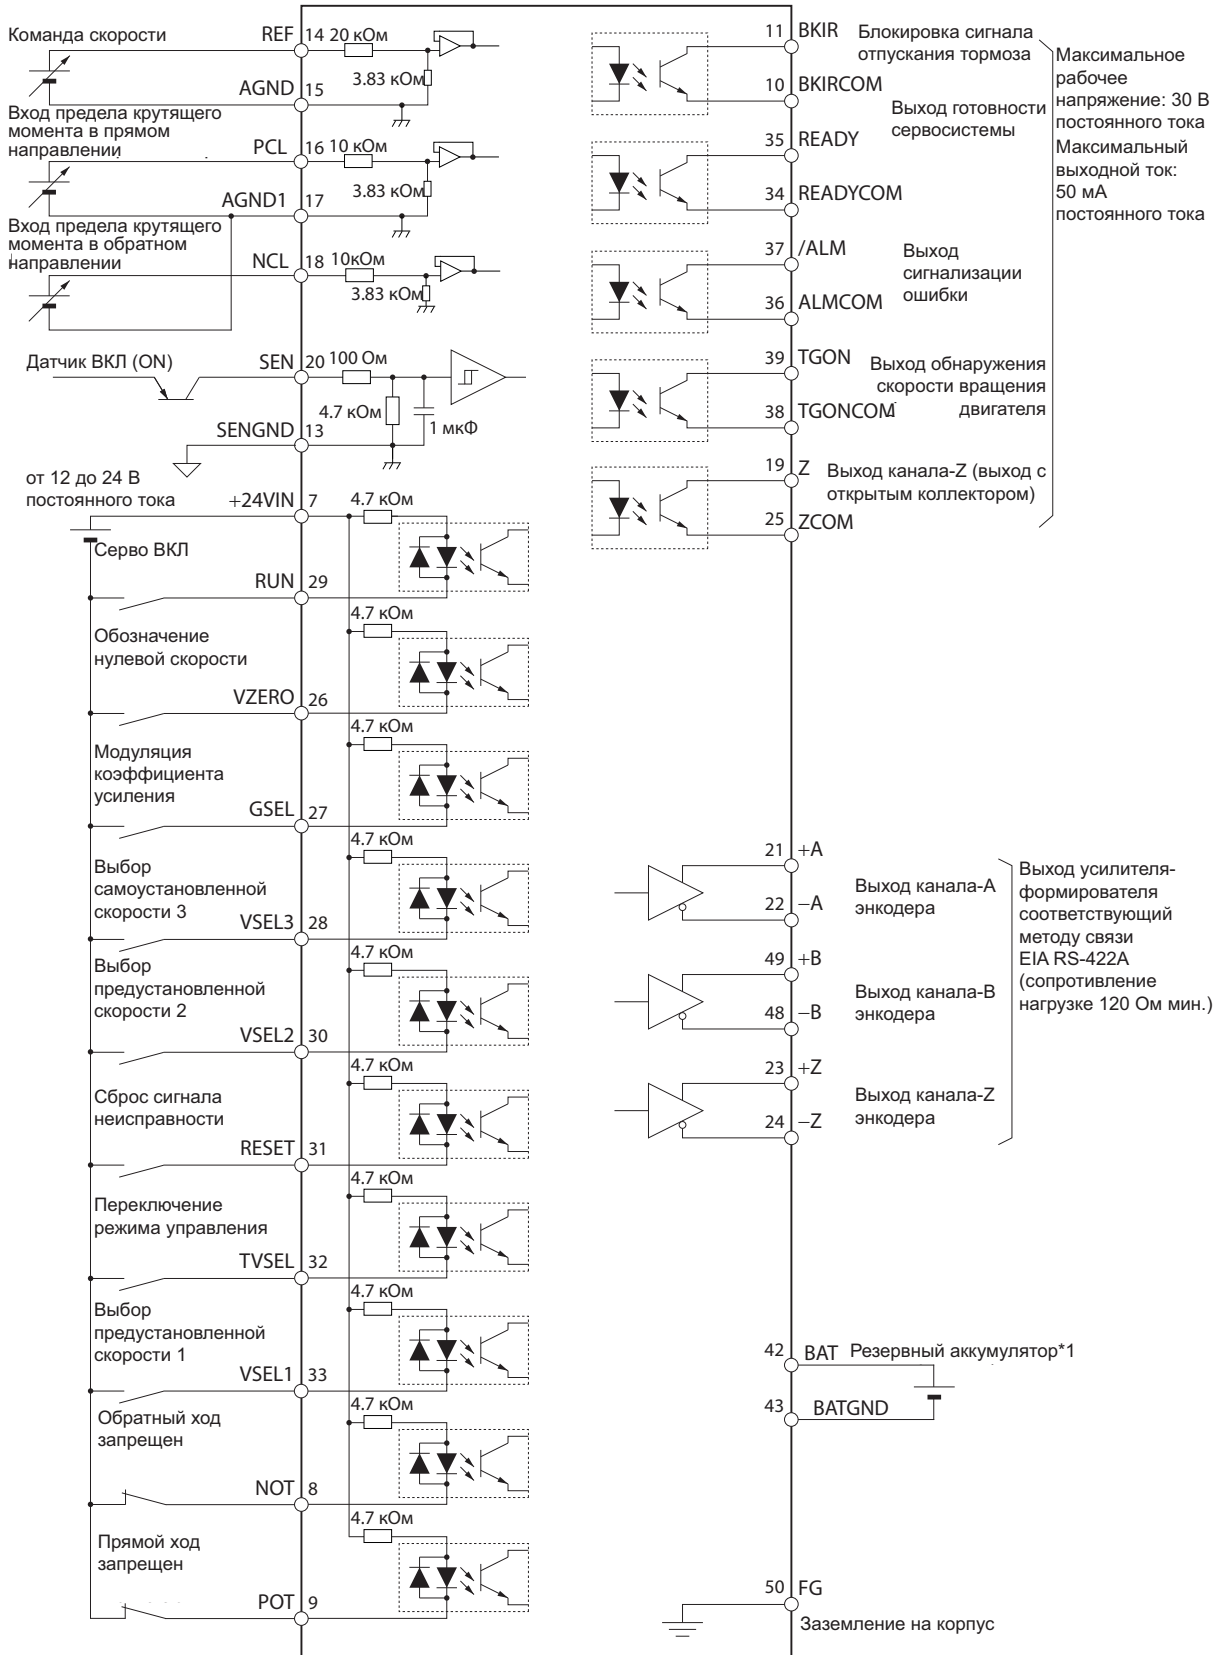 Команда скорости
REF 14 20 кОм
3.83 кОм
AGND 15
Вход предела крутящего
момента в прямом
направлении
PCL 16 10 кОм
3.83 кОм
AGND1 17
Вход предела крутящего
момента в обратном
направлении
NCL 18 10кОм
3.83 кОм
Датчик ВКЛ (ON)
SEN 20 100 Ом
4.7 кОм
1 мкФ
SENGND 13
от 12 до 24 В
постоянного тока
+24VIN 7 4.7 кОм
Серво ВКЛ
RUN 29
4.7 кОм
Обозначение
нулевой скорости
VZERO 26
4.7 кОм
Модуляция
коэффициента
усиления
GSEL 27
4.7 кОм
Выбор
самоустановленной
скорости 3
VSEL3 28
4.7 кОм
Выбор
предустановленной
скорости 2
VSEL2 30
4.7 кОм
Сброс сигнала
неисправности
RESET 31
4.7 кОм
Переключение
режима управления
TVSEL 32
4.7 кОм
Выбор
предустановленной
скорости 1
VSEL1 33
4.7 кОм
Обратный ход
запрещен
NOT 8
4.7 кОм
Прямой ход
запрещен
POT 9
11 BKIR
Блокировка сигнала
отпускания тормоза
10 BKIRCOM
Выход готовности
сервосистемы
35 READY
34 READYCOM
37 /ALM
Выход
сигнализации
ошибки
36 ALMCOM
39 TGON
Выход обнаружения
скорости вращения
двигателя
38 TGONCOM
19 Z
Выход канала-Z (выход с
открытым коллектором)
25 ZCOM
Максимальное
рабочее
напряжение: 30 В
постоянного тока
Максимальный
выходной ток:
50 мА
постоянного тока
21 +A
Выход канала-A
энкодера
22 −A
49 +B
Выход канала-B
энкодера
48 −B
23 +Z
Выход канала-Z
энкодера
24 −Z
Выход усилителя-
формирователя
соответствующий
методу связи
EIA RS-422A
(сопротивление
нагрузке 120 Ом мин.)
42 BAT Резервный аккумулятор*1
43 BATGND
50 FG
Заземление на корпус